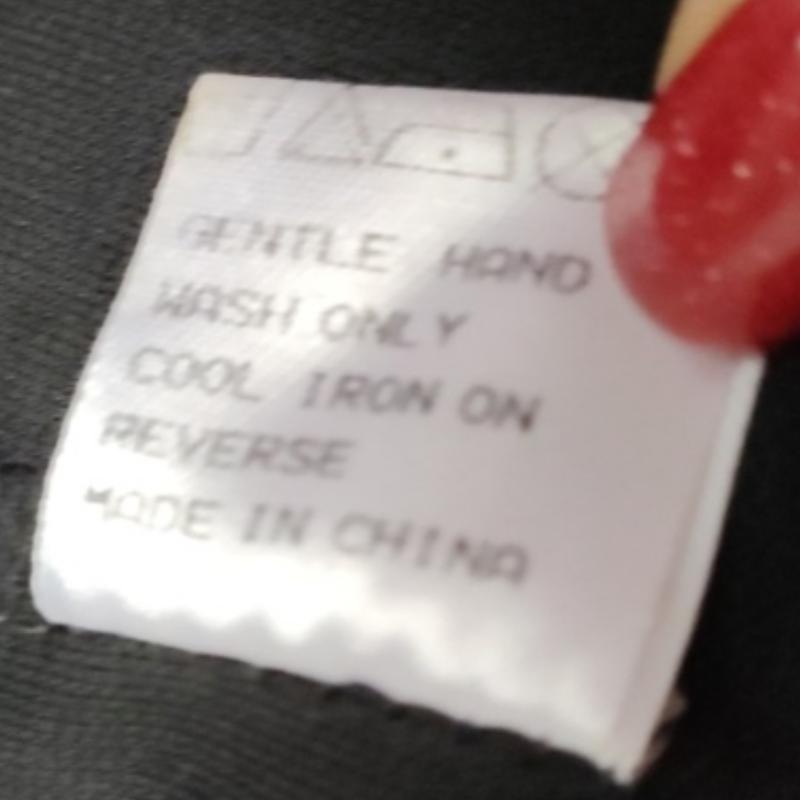 GENTLE HAND
WASH ONLY
COOL IRON ON
REVERSE
MADE IN CHINA